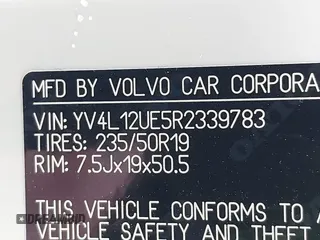 MFD BY VOLVO CAR CORPORA
VIN: YV4L12UE5R2339783
TIRES: 235/50R19
RIM: 7.5Jx19x50.5
THIS VEHICLE CONFORMS TO
VEHICLE SAFETY AND